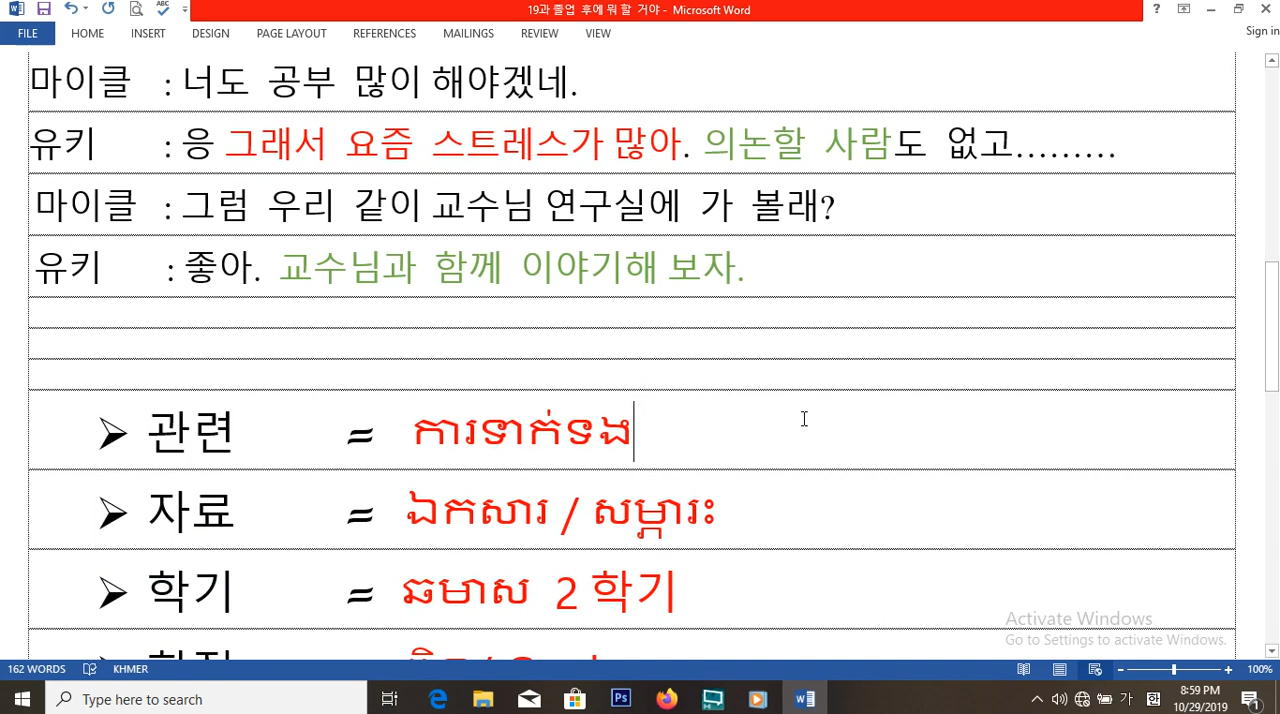 19과 졸업 후에 뭐 할 거야 - Microsoft Word
FILE HOME INSERT DESIGN PAGE LAYOUT REFERENCES MAILINGS REVIEW VIEW Sign in
마이클 : 너도 공부 많이 해야겠네.
유키 : 응 그래서 요즘 스트레스가 많아. 의논할 사람도 없고.........
마이클 : 그럼 우리 같이 교수님 연구실에 가 볼래?
유키 : 좋아. 교수님과 함께 이야기해 보자.
➢ 관련 = ការទាក់ទង
➢ 자료 = ឯកសារ / សម្ភារះ
➢ 학기 = ឆមាស 2 학기
Activate Windows
Go to Settings to activate Windows.
162 WORDS KHMER 100%
Type here to search
가 한 8:59 PM
10/29/2019